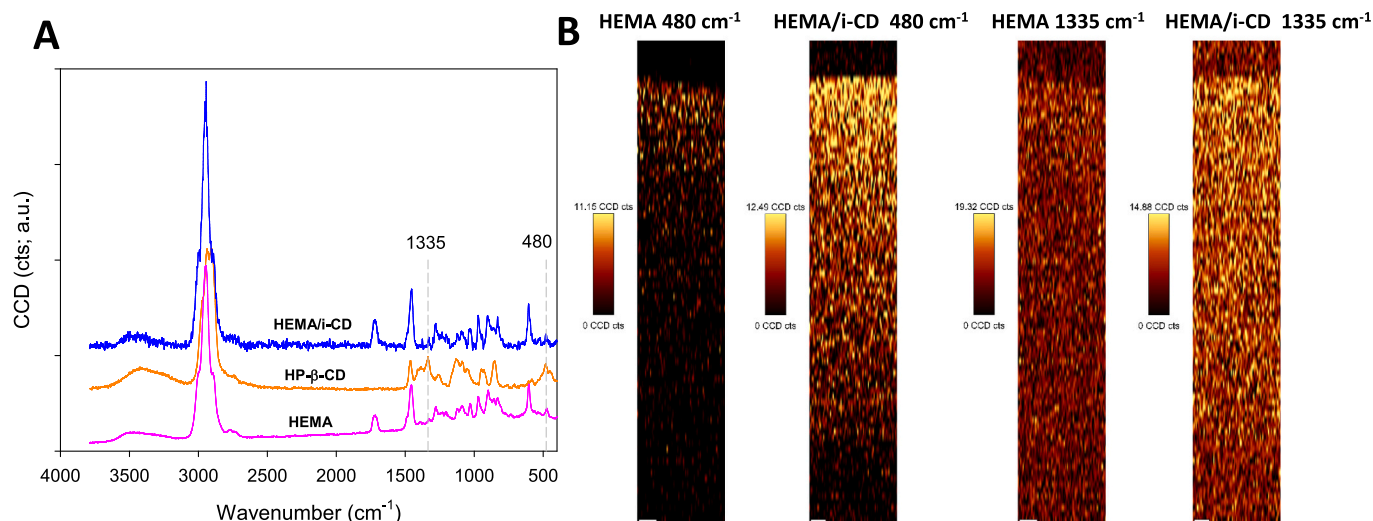 A
CCD (cts; a.u.)
1335
480
HEMA/i-CD
HP-β-CD
HEMA
4000 3500 3000 2500 2000 1500 1000 500
Wavenumber (cm⁻¹)
B
HEMA 480 cm⁻¹
HEMA/i-CD 480 cm⁻¹
HEMA 1335 cm⁻¹
HEMA/i-CD 1335 cm⁻¹
11.15 CCD cts
0 CCD cts
12.46 CCD cts
0 CCD cts
19.32 CCD cts
0 CCD cts
14.88 CCD cts
0 CCD cts